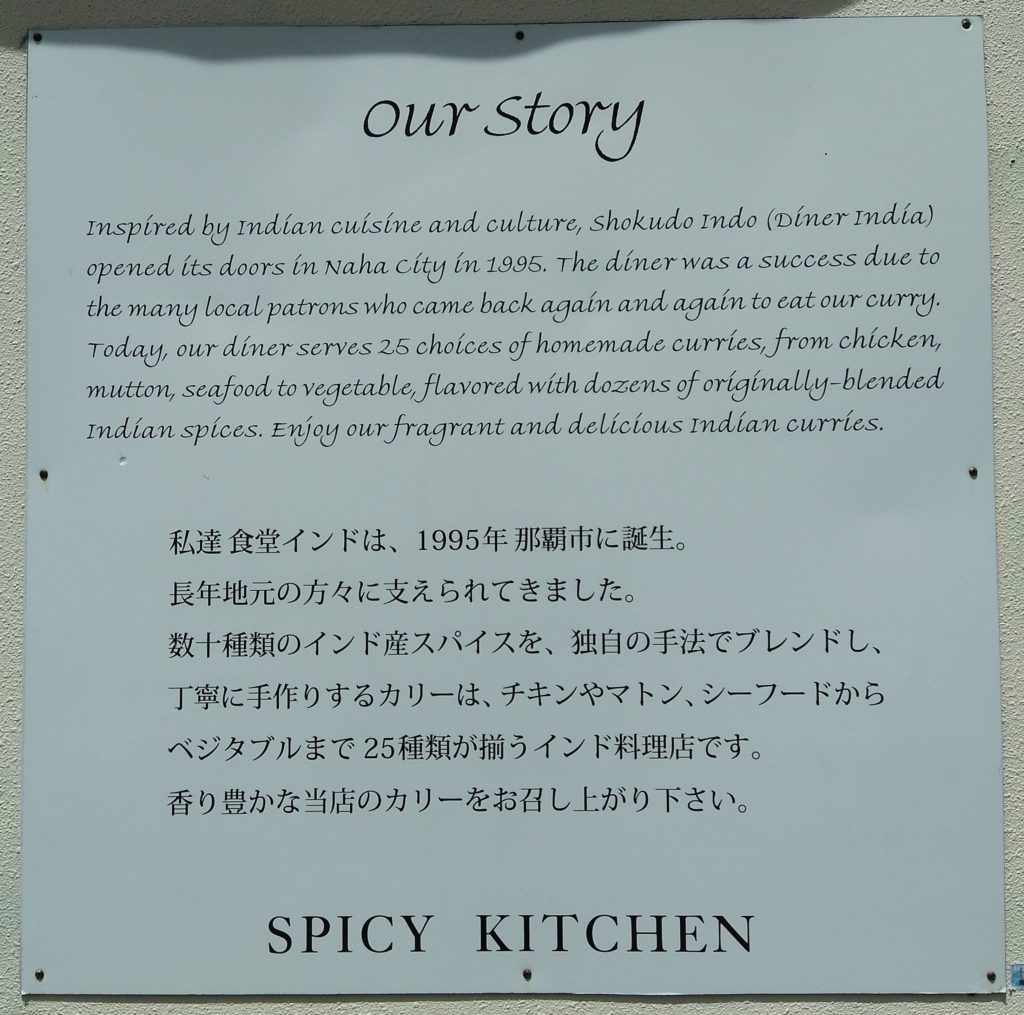 Our Story
Inspired by Indian cuisine and culture, Shokudo Indo (Diner India)
opened its doors in Naha City in 1995. The diner was a success due to
the many local patrons who came back again and again to eat our curry.
Today, our diner serves 25 choices of homemade curries, from chicken,
mutton, seafood to vegetable, flavored with dozens of originally-blended
Indian spices. Enjoy our fragrant and delicious Indian curries.
私達 食堂インドは、1995年 那覇市に誕生。
長年地元の方々に支えられてきました。
数十種類のインド産スパイスを、独自の手法でブレンドし、
丁寧に手作りするカリーは、チキンやマトン、シーフードから
ベジタブルまで 25種類が揃うインド料理店です。
香り豊かな当店のカリーをお召し上がり下さい。
SPICY KITCHEN